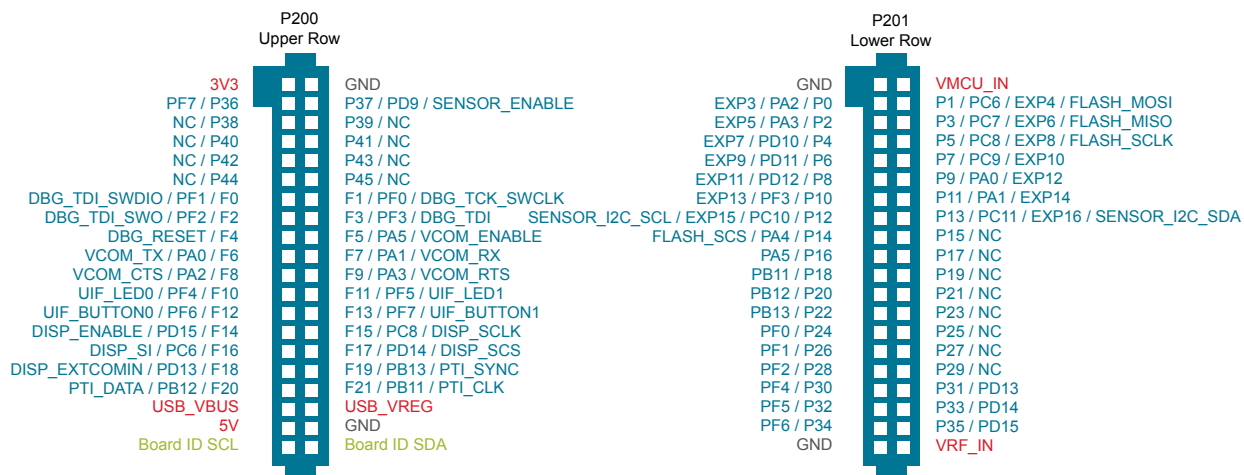 P200
Upper Row
3V3
GND
PF7 / P36
P37 / PD9 / SENSOR_ENABLE
NC / P38
P39 / NC
NC / P40
P41 / NC
NC / P42
P43 / NC
NC / P44
P45 / NC
DBG_TDI_SWDIO / PF1 / F0
F1 / PF0 / DBG_TCK_SWCLK
DBG_TDI_SWO / PF2 / F2
F3 / PF3 / DBG_TDI
DBG_RESET / F4
F5 / PA5 / VCOM_ENABLE
VCOM_TX / PA0 / F6
F7 / PA1 / VCOM_RX
VCOM_CTS / PA2 / F8
F9 / PA3 / VCOM_RTS
UIF_LED0 / PF4 / F10
F11 / PF5 / UIF_LED1
UIF_BUTTON0 / PF6 / F12
F13 / PF7 / UIF_BUTTON1
DISP_ENABLE / PD15 / F14
F15 / PC8 / DISP_SCLK
DISP_SI / PC6 / F16
F17 / PD14 / DISP_SCS
DISP_EXTCOMIN / PD13 / F18
F19 / PB13 / PTI_SYNC
PTI_DATA / PB12 / F20
F21 / PB11 / PTI_CLK
USB_VBUS
USB_VREG
5V
GND
Board ID SCL
Board ID SDA
P201
Lower Row
GND
VMCU_IN
EXP3 / PA2 / P0
P1 / PC6 / EXP4 / FLASH_MOSI
EXP5 / PA3 / P2
P3 / PC7 / EXP6 / FLASH_MISO
EXP7 / PD10 / P4
P5 / PC8 / EXP8 / FLASH_SCLK
EXP9 / PD11 / P6
P7 / PC9 / EXP10
EXP11 / PD12 / P8
P9 / PA0 / EXP12
EXP13 / PF3 / P10
P11 / PA1 / EXP14
SENSOR_I2C_SCL / EXP15 / PC10 / P12
P13 / PC11 / EXP16 / SENSOR_I2C_SDA
FLASH_SCS / PA4 / P14
P15 / NC
PA5 / P16
P17 / NC
PB11 / P18
P19 / NC
PB12 / P20
P21 / NC
PB13 / P22
P23 / NC
PF0 / P24
P25 / NC
PF1 / P26
P27 / NC
PF2 / P28
P29 / NC
PF4 / P30
P31 / PD13
PF5 / P32
P33 / PD14
PF6 / P34
P35 / PD15
GND
VRF_IN